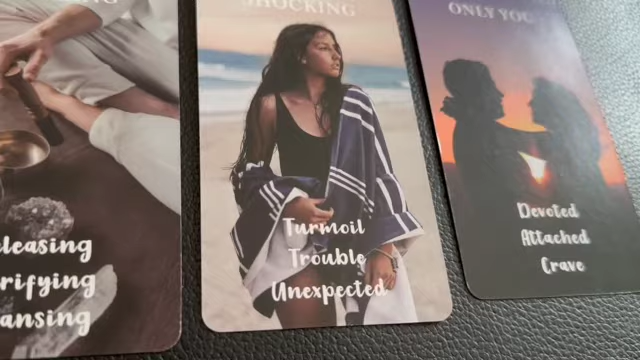 SHOCKING
Turmoil
Trouble
Unexpected
ONLY YOU
Devoted
Attached
Crave